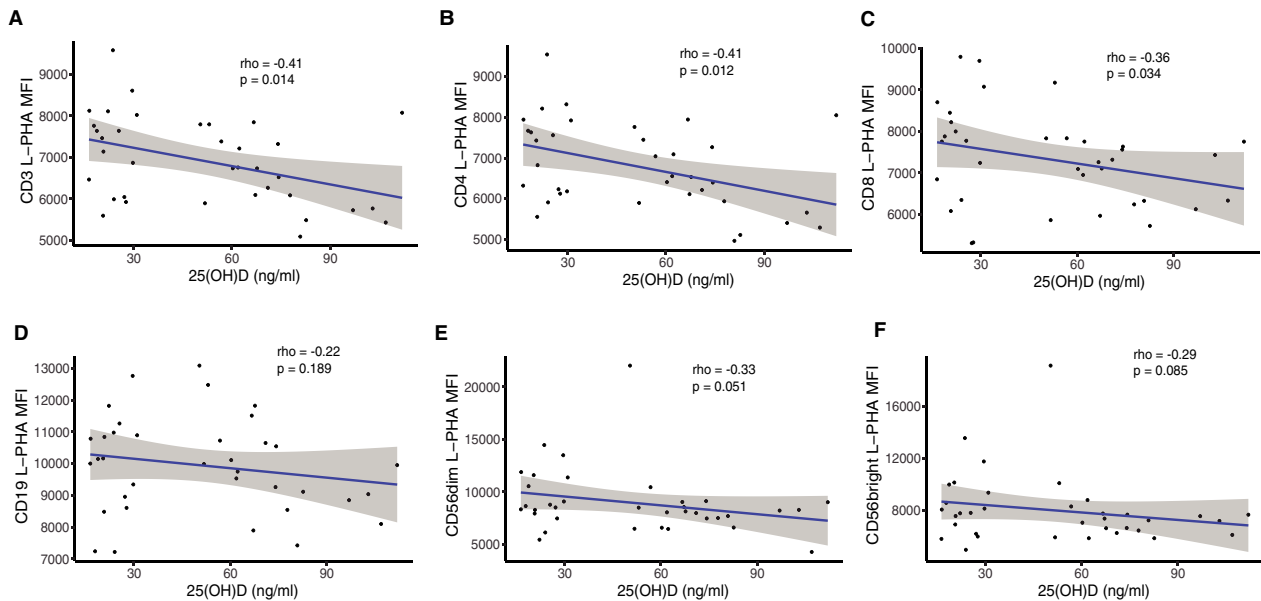 A
rho = -0.41
p = 0.014
CD3 L-PHA MFI
9000
8000
7000
6000
5000
30
60
90
25(OH)D (ng/ml)
B
rho = -0.41
p = 0.012
CD4 L-PHA MFI
9000
8000
7000
6000
5000
30
60
90
25(OH)D (ng/ml)
C
rho = -0.36
p = 0.034
CD8 L-PHA MFI
10000
9000
8000
7000
6000
30
60
90
25(OH)D (ng/ml)
D
rho = -0.22
p = 0.189
CD19 L-PHA MFI
13000
12000
11000
10000
9000
8000
7000
30
60
90
25(OH)D (ng/ml)
E
rho = -0.33
p = 0.051
CD56dim L-PHA MFI
20000
15000
10000
5000
30
60
90
25(OH)D (ng/ml)
F
rho = -0.29
p = 0.085
CD56bright L-PHA MFI
16000
12000
8000
30
60
90
25(OH)D (ng/ml)